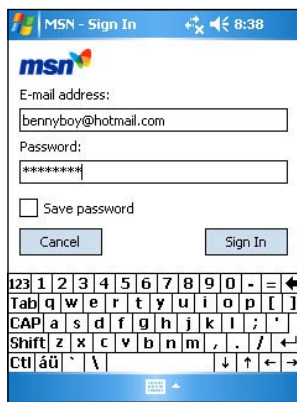 MSN - Sign In 8:38
msn
E-mail address:
bennyboy@hotmail.com
Password:
********
Save password
Cancel Sign In
123 1 2 3 4 5 6 7 8 9 0 - =
Tab q w e r t y u i o p [ ]
CAP a s d f g h j k l ; '
Shift z x c v b n m , . /
Ctl áü ` \